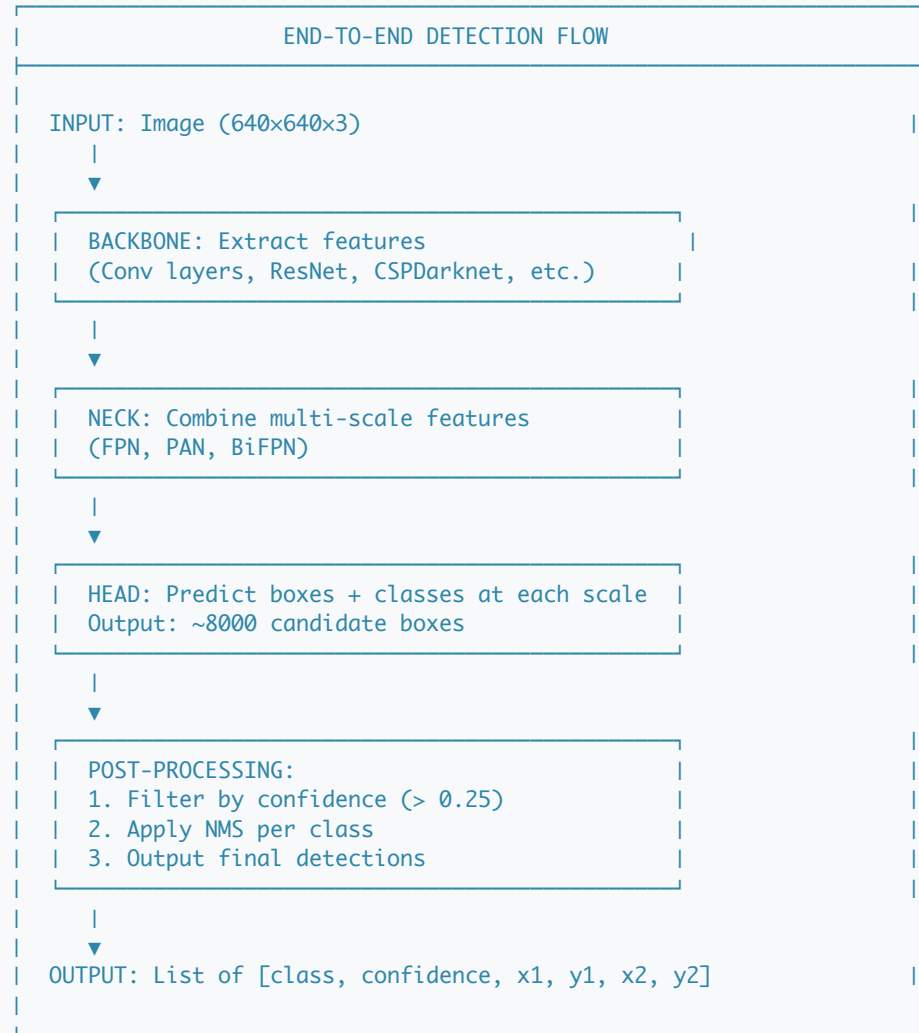 END-TO-END DETECTION FLOW
INPUT: Image (640×640×3)
BACKBONE: Extract features
(Conv layers, ResNet, CSPDarknet, etc.)
NECK: Combine multi-scale features
(FPN, PAN, BiFPN)
HEAD: Predict boxes + classes at each scale
Output: ~8000 candidate boxes
POST-PROCESSING:
1. Filter by confidence (> 0.25)
2. Apply NMS per class
3. Output final detections
OUTPUT: List of [class, confidence, x1, y1, x2, y2]